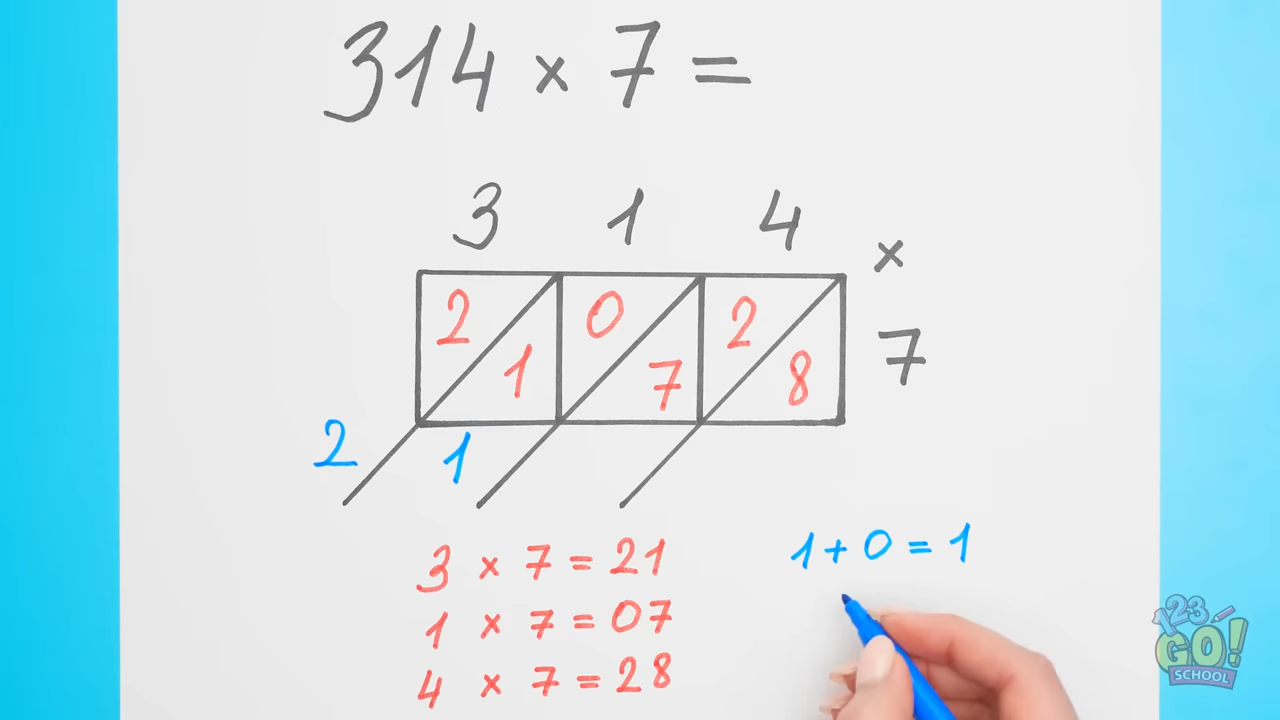 314 × 7 =
3 1 4 ×
2 0 2
1 7 8
7
2 1
3 × 7 = 21
1 × 7 = 07
4 × 7 = 28
1 + 0 = 1
123 GO!
SCHOOL